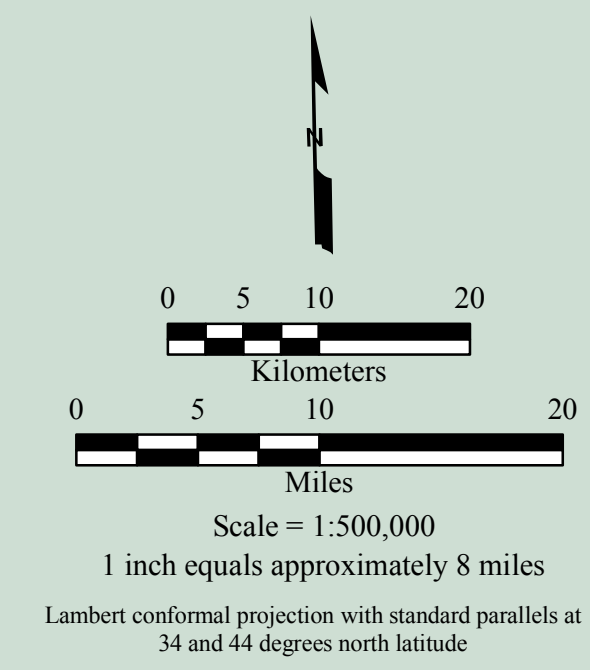 N
0 5 10 20
Kilometers
0 5 10 20
Miles
Scale = 1:500,000
1 inch equals approximately 8 miles
Lambert conformal projection with standard parallels at
34 and 44 degrees north latitude